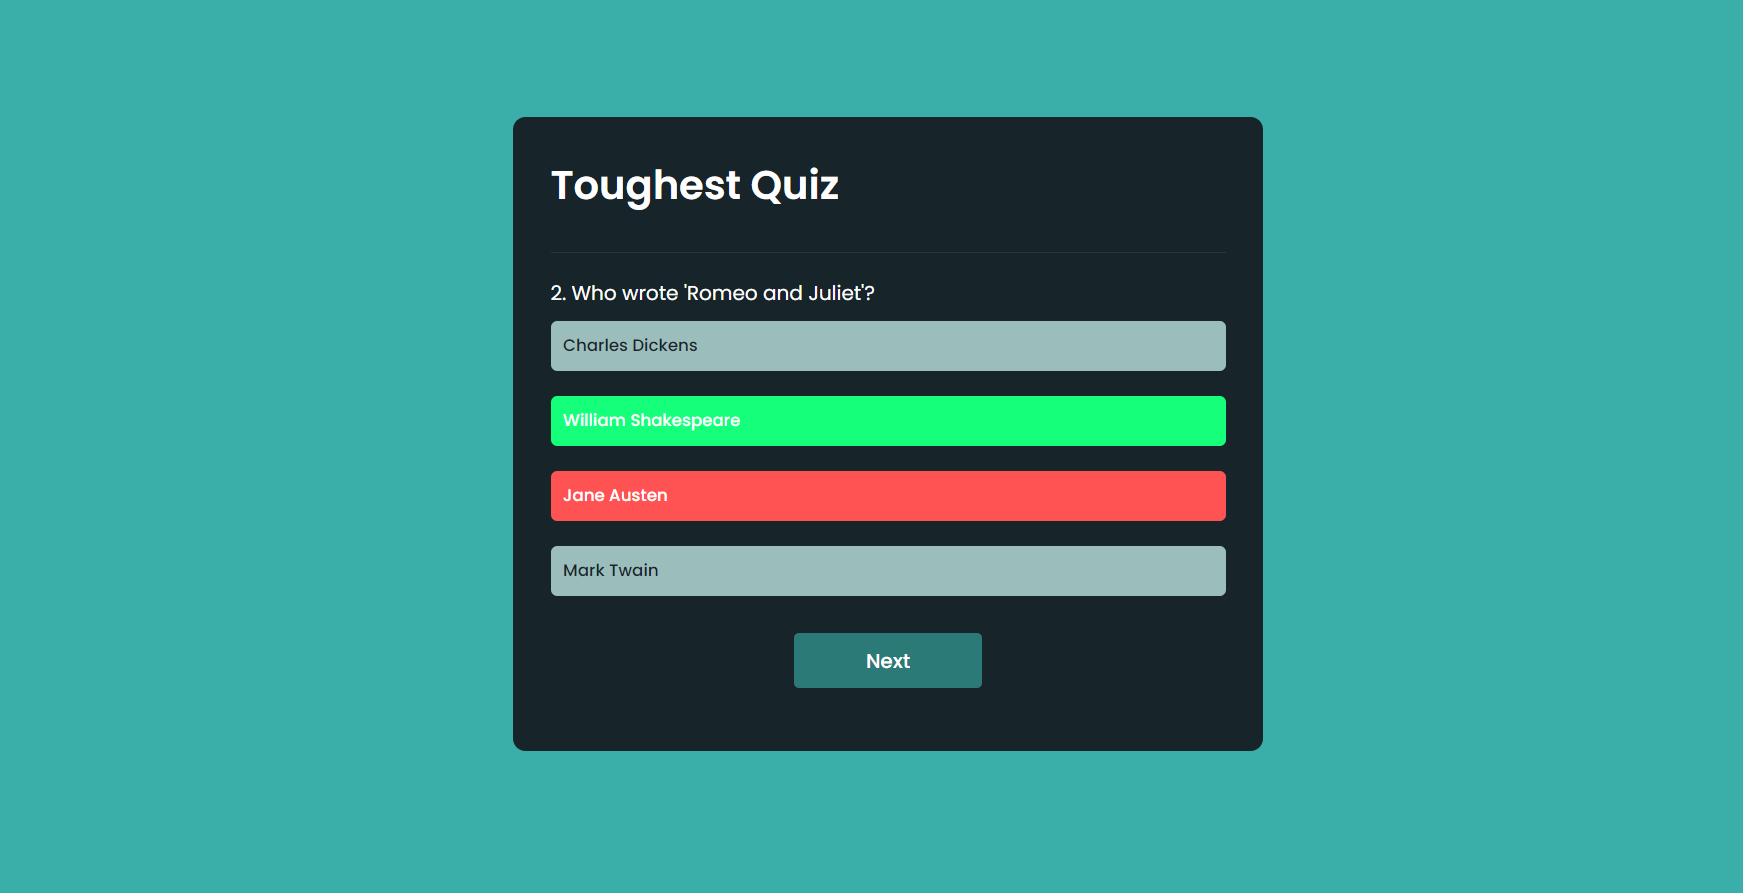 Toughest Quiz
2. Who wrote 'Romeo and Juliet'?
Charles Dickens
William Shakespeare
Jane Austen
Mark Twain
Next